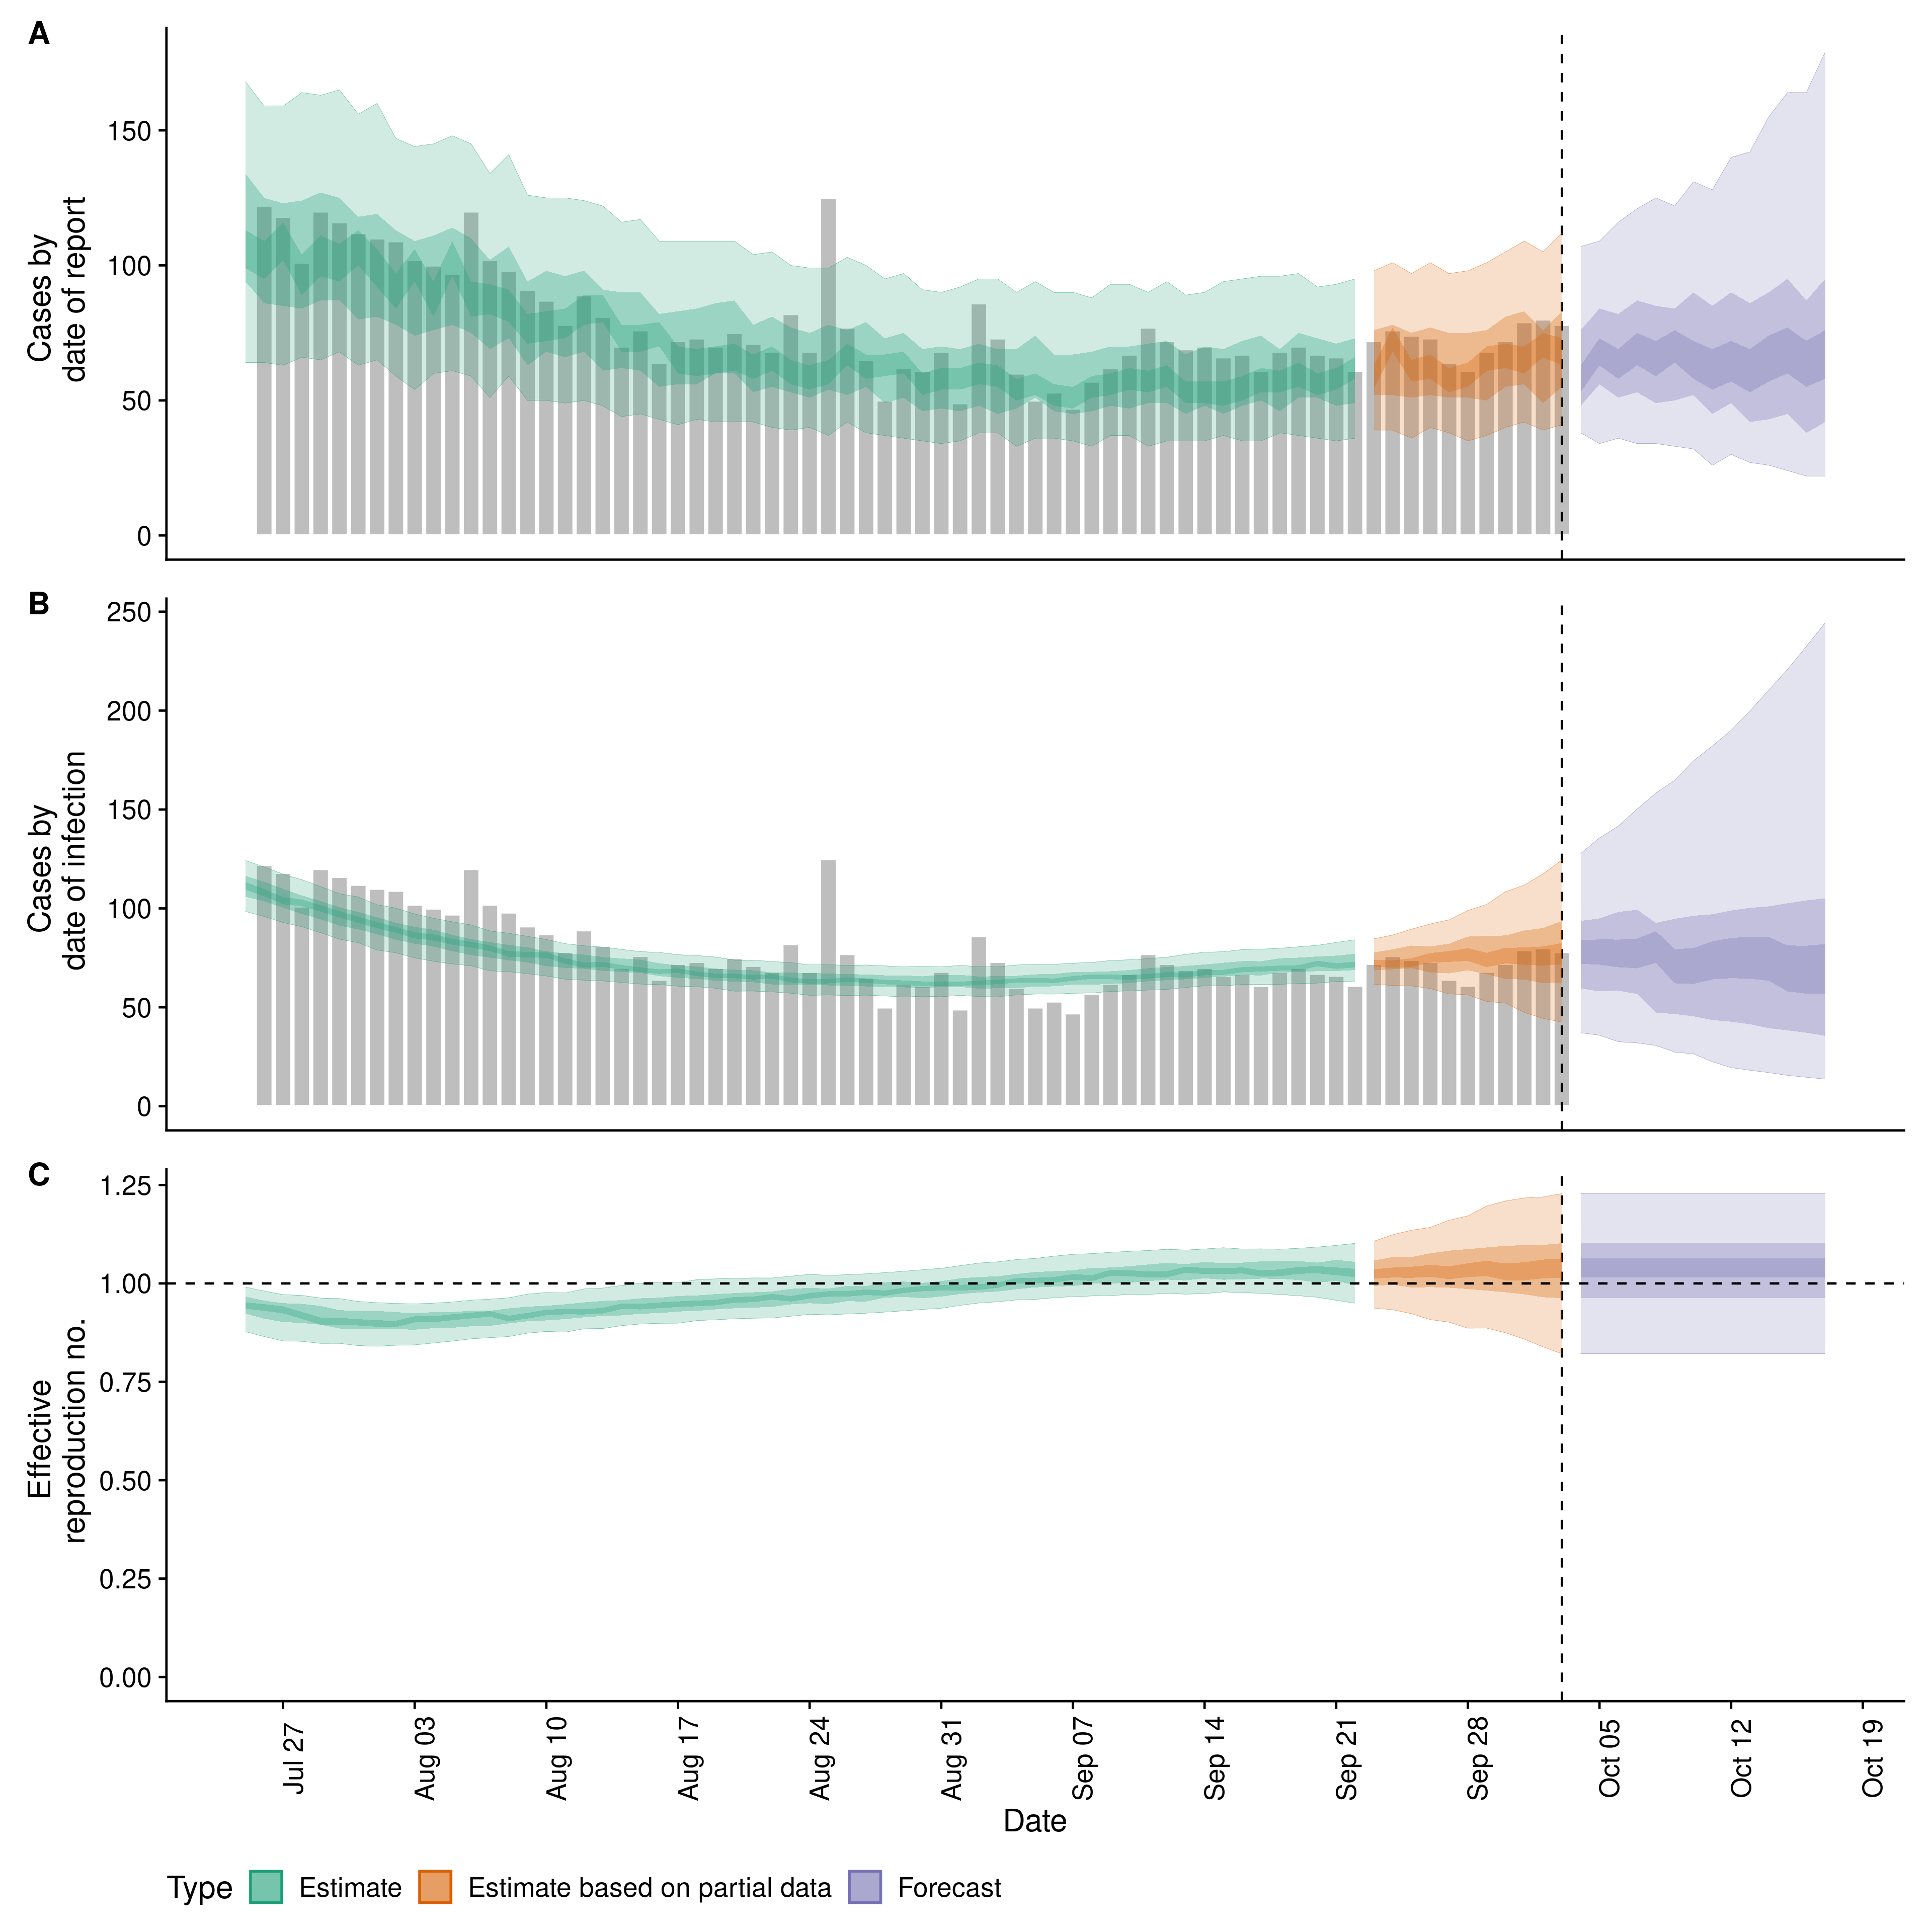 A
Cases by
date of report
150
100
50
0
B
Cases by
date of infection
250
200
150
100
50
0
C
Effective
reproduction no.
1.25
1.00
0.75
0.50
0.25
0.00
Jul 27
Aug 03
Aug 10
Aug 17
Aug 24
Aug 31
Sep 07
Sep 14
Sep 21
Sep 28
Oct 05
Oct 12
Oct 19
Date
Type Estimate Estimate based on partial data Forecast